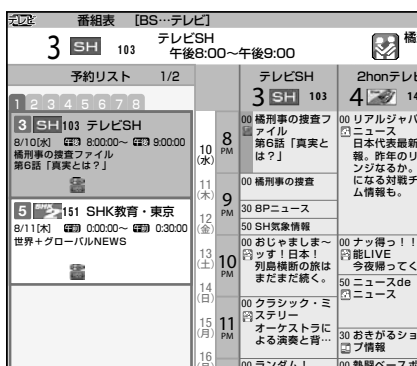 テレビ 番組表 [BS…テレビ]
3 SH 103 テレビSH
午後8:00～午後9:00
橘
予約リスト 1/2
1 2 3 4 5 6 7 8
3 SH 103 テレビSH
8/10[水] 午後 8:00:00～ 午後 9:00:00
橘刑事の捜査ファイル
第6話「真実とは？」
5 151 SHK教育・東京
8/11[木] 午前 0:00:00～ 午前 0:30:00
世界＋グローバルNEWS
10
(水)
11
(木)
12
(金)
13
(土)
14
(日)
15
(月)
16
8
PM
9
PM
10
PM
11
PM
テレビSH
3 SH 103
00 橘刑事の捜査フ
ァイル
第6話「真実と
は？」
00 橘刑事の捜査
30 8Pニュース
50 SH気象情報
00 おじゃましま～
ッす！日本！
列島横断の旅は
まだまだ続く。
00 クラシック・ミ
ステリー
オーケストラに
よる演奏と背…
00 ランダム！
2honテレビ
4 14
00 リアルジャパ
ニュース
日本代表最新
報。昨年のリ
ンジなるか。
になる対戦チ
ム情報も。
00 ナッ得っ！！
能LIVE
今夜帰ってく
50 ニュースde
ニュース
30 おきがるショ
プ情報
00 熱闘ベースボ